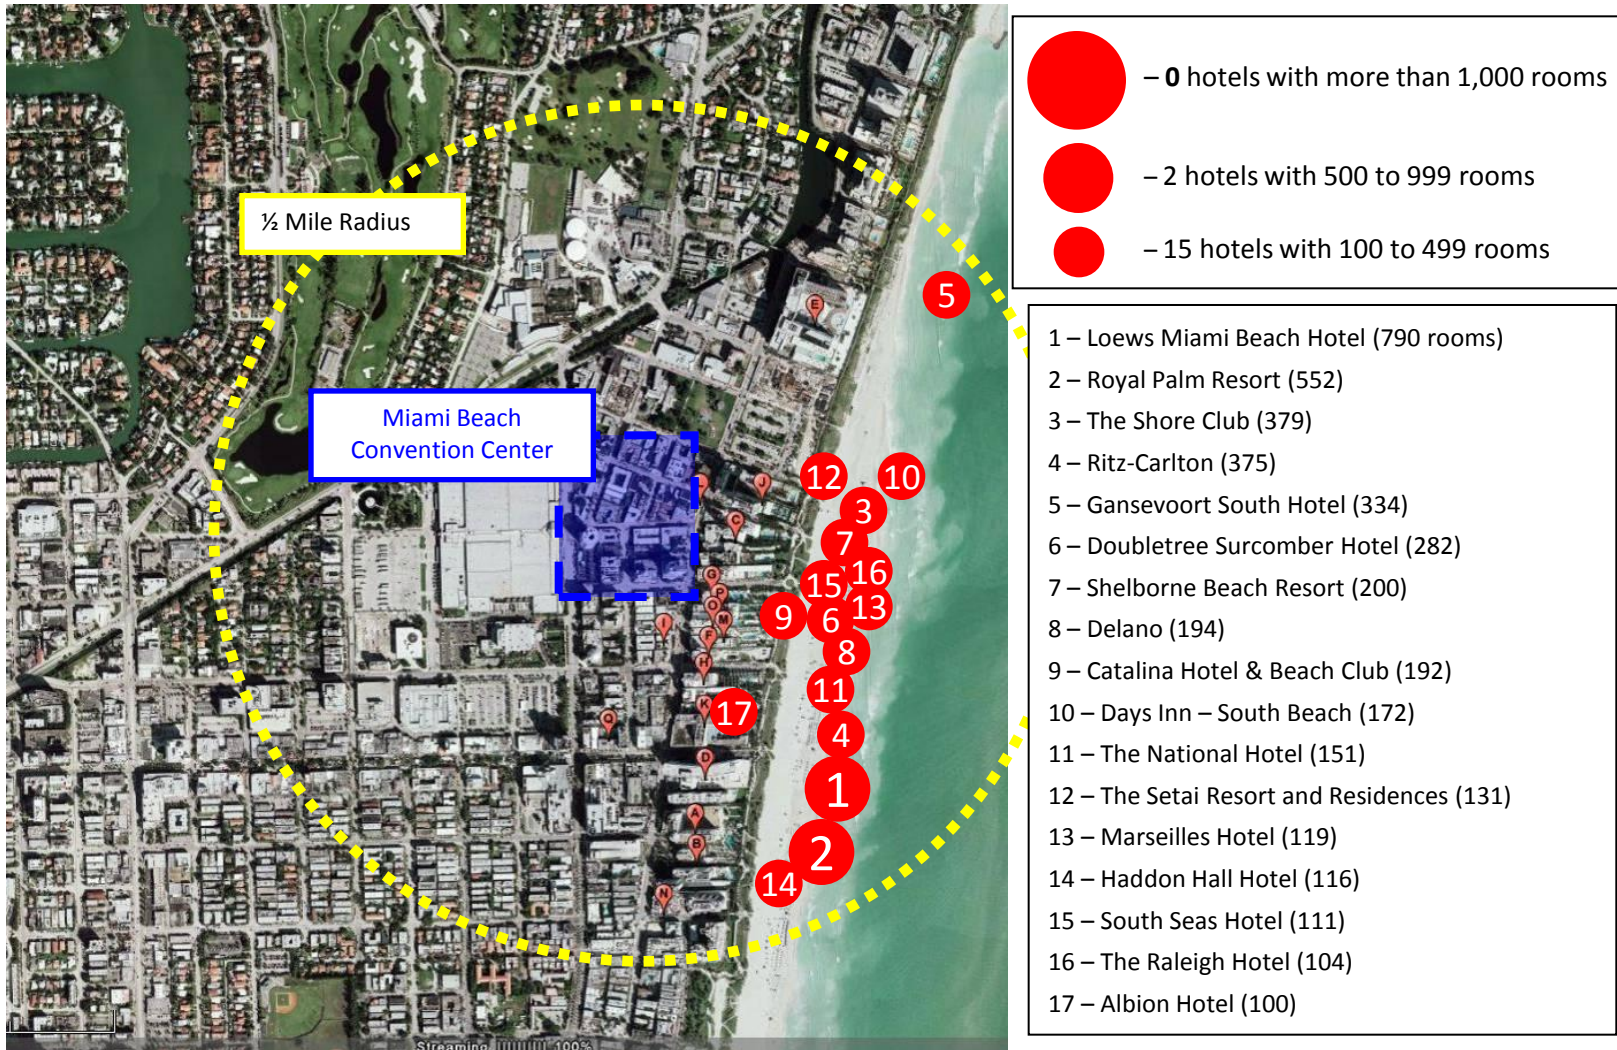 ½ Mile Radius
Miami Beach
Convention Center
E
J
C
G
P
O
M
I
F
H
K
Q
D
A
B
N
5
12
10
3
7
16
15
13
9
6
8
11
17
4
1
2
14
Streaming ||||||||| 100%
– 0 hotels with more than 1,000 rooms
– 2 hotels with 500 to 999 rooms
– 15 hotels with 100 to 499 rooms
1 – Loews Miami Beach Hotel (790 rooms)
2 – Royal Palm Resort (552)
3 – The Shore Club (379)
4 – Ritz-Carlton (375)
5 – Gansevoort South Hotel (334)
6 – Doubletree Surcomber Hotel (282)
7 – Shelborne Beach Resort (200)
8 – Delano (194)
9 – Catalina Hotel & Beach Club (192)
10 – Days Inn – South Beach (172)
11 – The National Hotel (151)
12 – The Setai Resort and Residences (131)
13 – Marseilles Hotel (119)
14 – Haddon Hall Hotel (116)
15 – South Seas Hotel (111)
16 – The Raleigh Hotel (104)
17 – Albion Hotel (100)